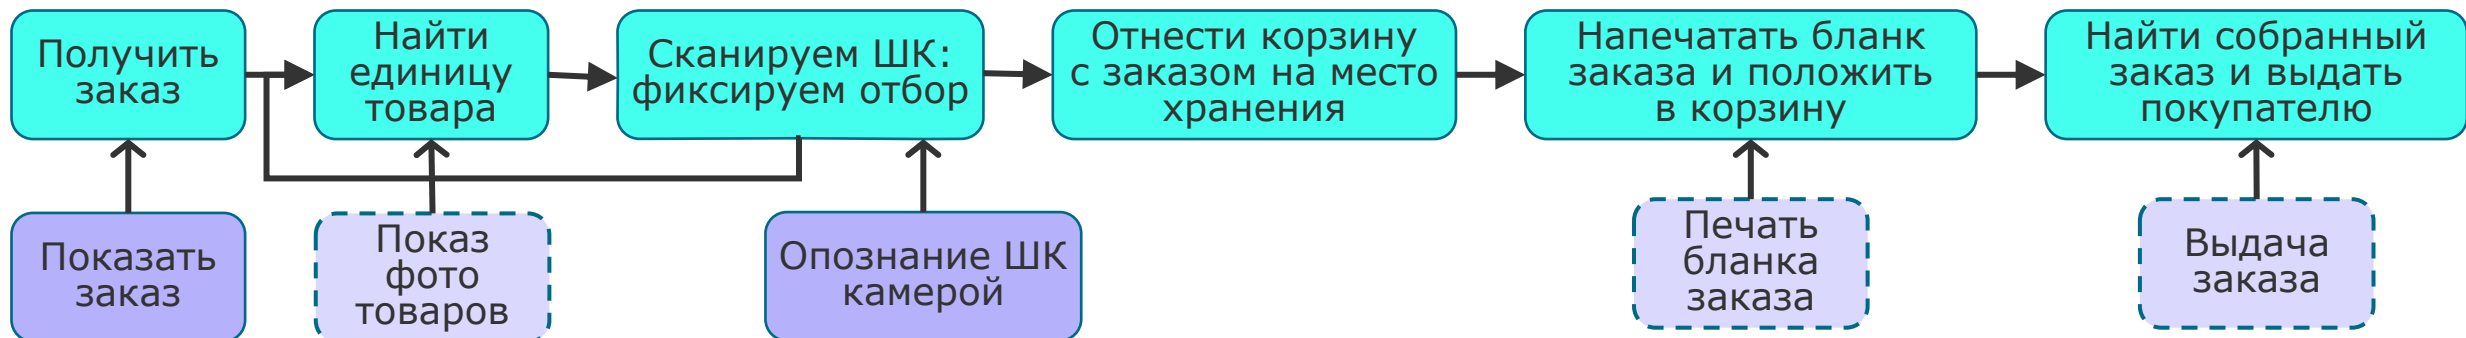 Получить
заказ
Найти
единицу
товара
Сканируем ШК:
фиксируем отбор
Отнести корзину
с заказом на место
хранения
Напечатать бланк
заказа и положить
в корзину
Найти собранный
заказ и выдать
покупателю
Показать
заказ
Показ
фото
товаров
Опознание ШК
камерой
Печать
бланка
заказа
Выдача
заказа